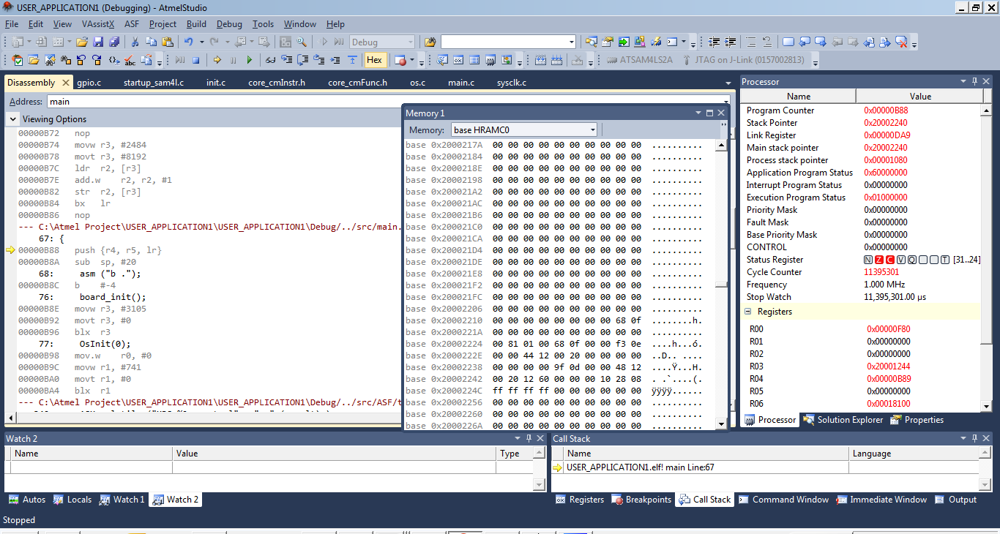 USER_APPLICATION1 (Debugging) - AtmelStudio
File Edit View VAssistX ASF Project Build Debug Tools Window Help
Debug
Hex ATSAM4LS2A JTAG on J-Link (0157002813)
Disassembly gpio.c startup_sam4l.c init.c core_cmInstr.h core_cmFunc.h os.c main.c sysclk.c
Address: main
Viewing Options
00000B72 nop
00000B74 movw r3, #2484
00000B78 movt r3, #8192
00000B7C ldr r2, [r3]
00000B7E add.w r2, r2, #1
00000B82 str r2, [r3]
00000B84 bx lr
00000B86 nop
--- C:\Atmel Project\USER_APPLICATION1\USER_APPLICATION1\Debug/../src/main.
67: {
00000B88 push {r4, r5, lr}
00000B8A sub sp, #20
68: asm ("b .");
00000B8C b #-4
76: board_init();
00000B8E movw r3, #3105
00000B92 movt r3, #0
00000B96 blx r3
77: OsInit(0);
00000B98 mov.w r0, #0
00000B9C movw r1, #741
00000BA0 movt r1, #0
00000BA4 blx r1
--- C:\Atmel Project\USER_APPLICATION1\USER_APPLICATION1\Debug/../src/ASF/t
Memory 1
Memory: base HRAMC0
base 0x2000217A 00 00 00 00 00 00 00 00 00 00 ..........
base 0x20002184 00 00 00 00 00 00 00 00 00 00 ..........
base 0x2000218E 00 00 00 00 00 00 00 00 00 00 ..........
base 0x20002198 00 00 00 00 00 00 00 00 00 00 ..........
base 0x200021A2 00 00 00 00 00 00 00 00 00 00 ..........
base 0x200021AC 00 00 00 00 00 00 00 00 00 00 ..........
base 0x200021B6 00 00 00 00 00 00 00 00 00 00 ..........
base 0x200021C0 00 00 00 00 00 00 00 00 00 00 ..........
base 0x200021CA 00 00 00 00 00 00 00 00 00 00 ..........
base 0x200021D4 00 00 00 00 00 00 00 00 00 00 ..........
base 0x200021DE 00 00 00 00 00 00 00 00 00 00 ..........
base 0x200021E8 00 00 00 00 00 00 00 00 00 00 ..........
base 0x200021F2 00 00 00 00 00 00 00 00 00 00 ..........
base 0x200021FC 00 00 00 00 00 00 00 00 00 00 ..........
base 0x20002206 00 00 00 00 00 00 00 00 00 00 ..........
base 0x20002210 00 00 00 00 00 00 00 00 68 0f ........h.
base 0x2000221A 00 00 00 00 00 00 00 00 00 00 ..........
base 0x20002224 00 81 01 00 68 0f 00 00 f3 0e ....h...ó.
base 0x2000222E 00 00 44 12 00 20 00 00 00 00 ..D.. ....
base 0x20002238 00 00 00 00 9f 0d 00 00 48 12 ....Ÿ...H.
base 0x20002242 00 20 12 60 00 00 00 10 28 08 . .`....(.
base 0x2000224C ff ff ff ff 00 00 00 00 00 00 ÿÿÿÿ......
base 0x20002256 00 00 00 00 00 00 00 00 00 00 ..........
base 0x20002260 00 00 00 00 00 00 00 00 00 00 ..........
base 0x2000226A 00 00 00 00 00 00 00 00 00 00 ..........
Processor
Name Value
Program Counter 0x00000B88
Stack Pointer 0x20002240
Link Register 0x00000DA9
Main stack pointer 0x20002240
Process stack pointer 0x00001080
Application Program Status 0x60000000
Interrupt Program Status 0x00000000
Execution Program Status 0x01000000
Priority Mask 0x00000000
Fault Mask 0x00000000
Base Priority Mask 0x00000000
CONTROL 0x00000000
Status Register N Z C V Q T [31..24]
Cycle Counter 11395301
Frequency 1.000 MHz
Stop Watch 11,395,301.00 µs
Registers
R00 0x00000F80
R01 0x00000000
R02 0x00000000
R03 0x20001244
R04 0x00000B89
R05 0x00000000
R06 0x00018100
Processor Solution Explorer Properties
Watch 2
Name Value Type
Autos Locals Watch 1 Watch 2
Call Stack
Name Language
USER_APPLICATION1.elf! main Line:67
Registers Breakpoints Call Stack Command Window Immediate Window Output
Stopped